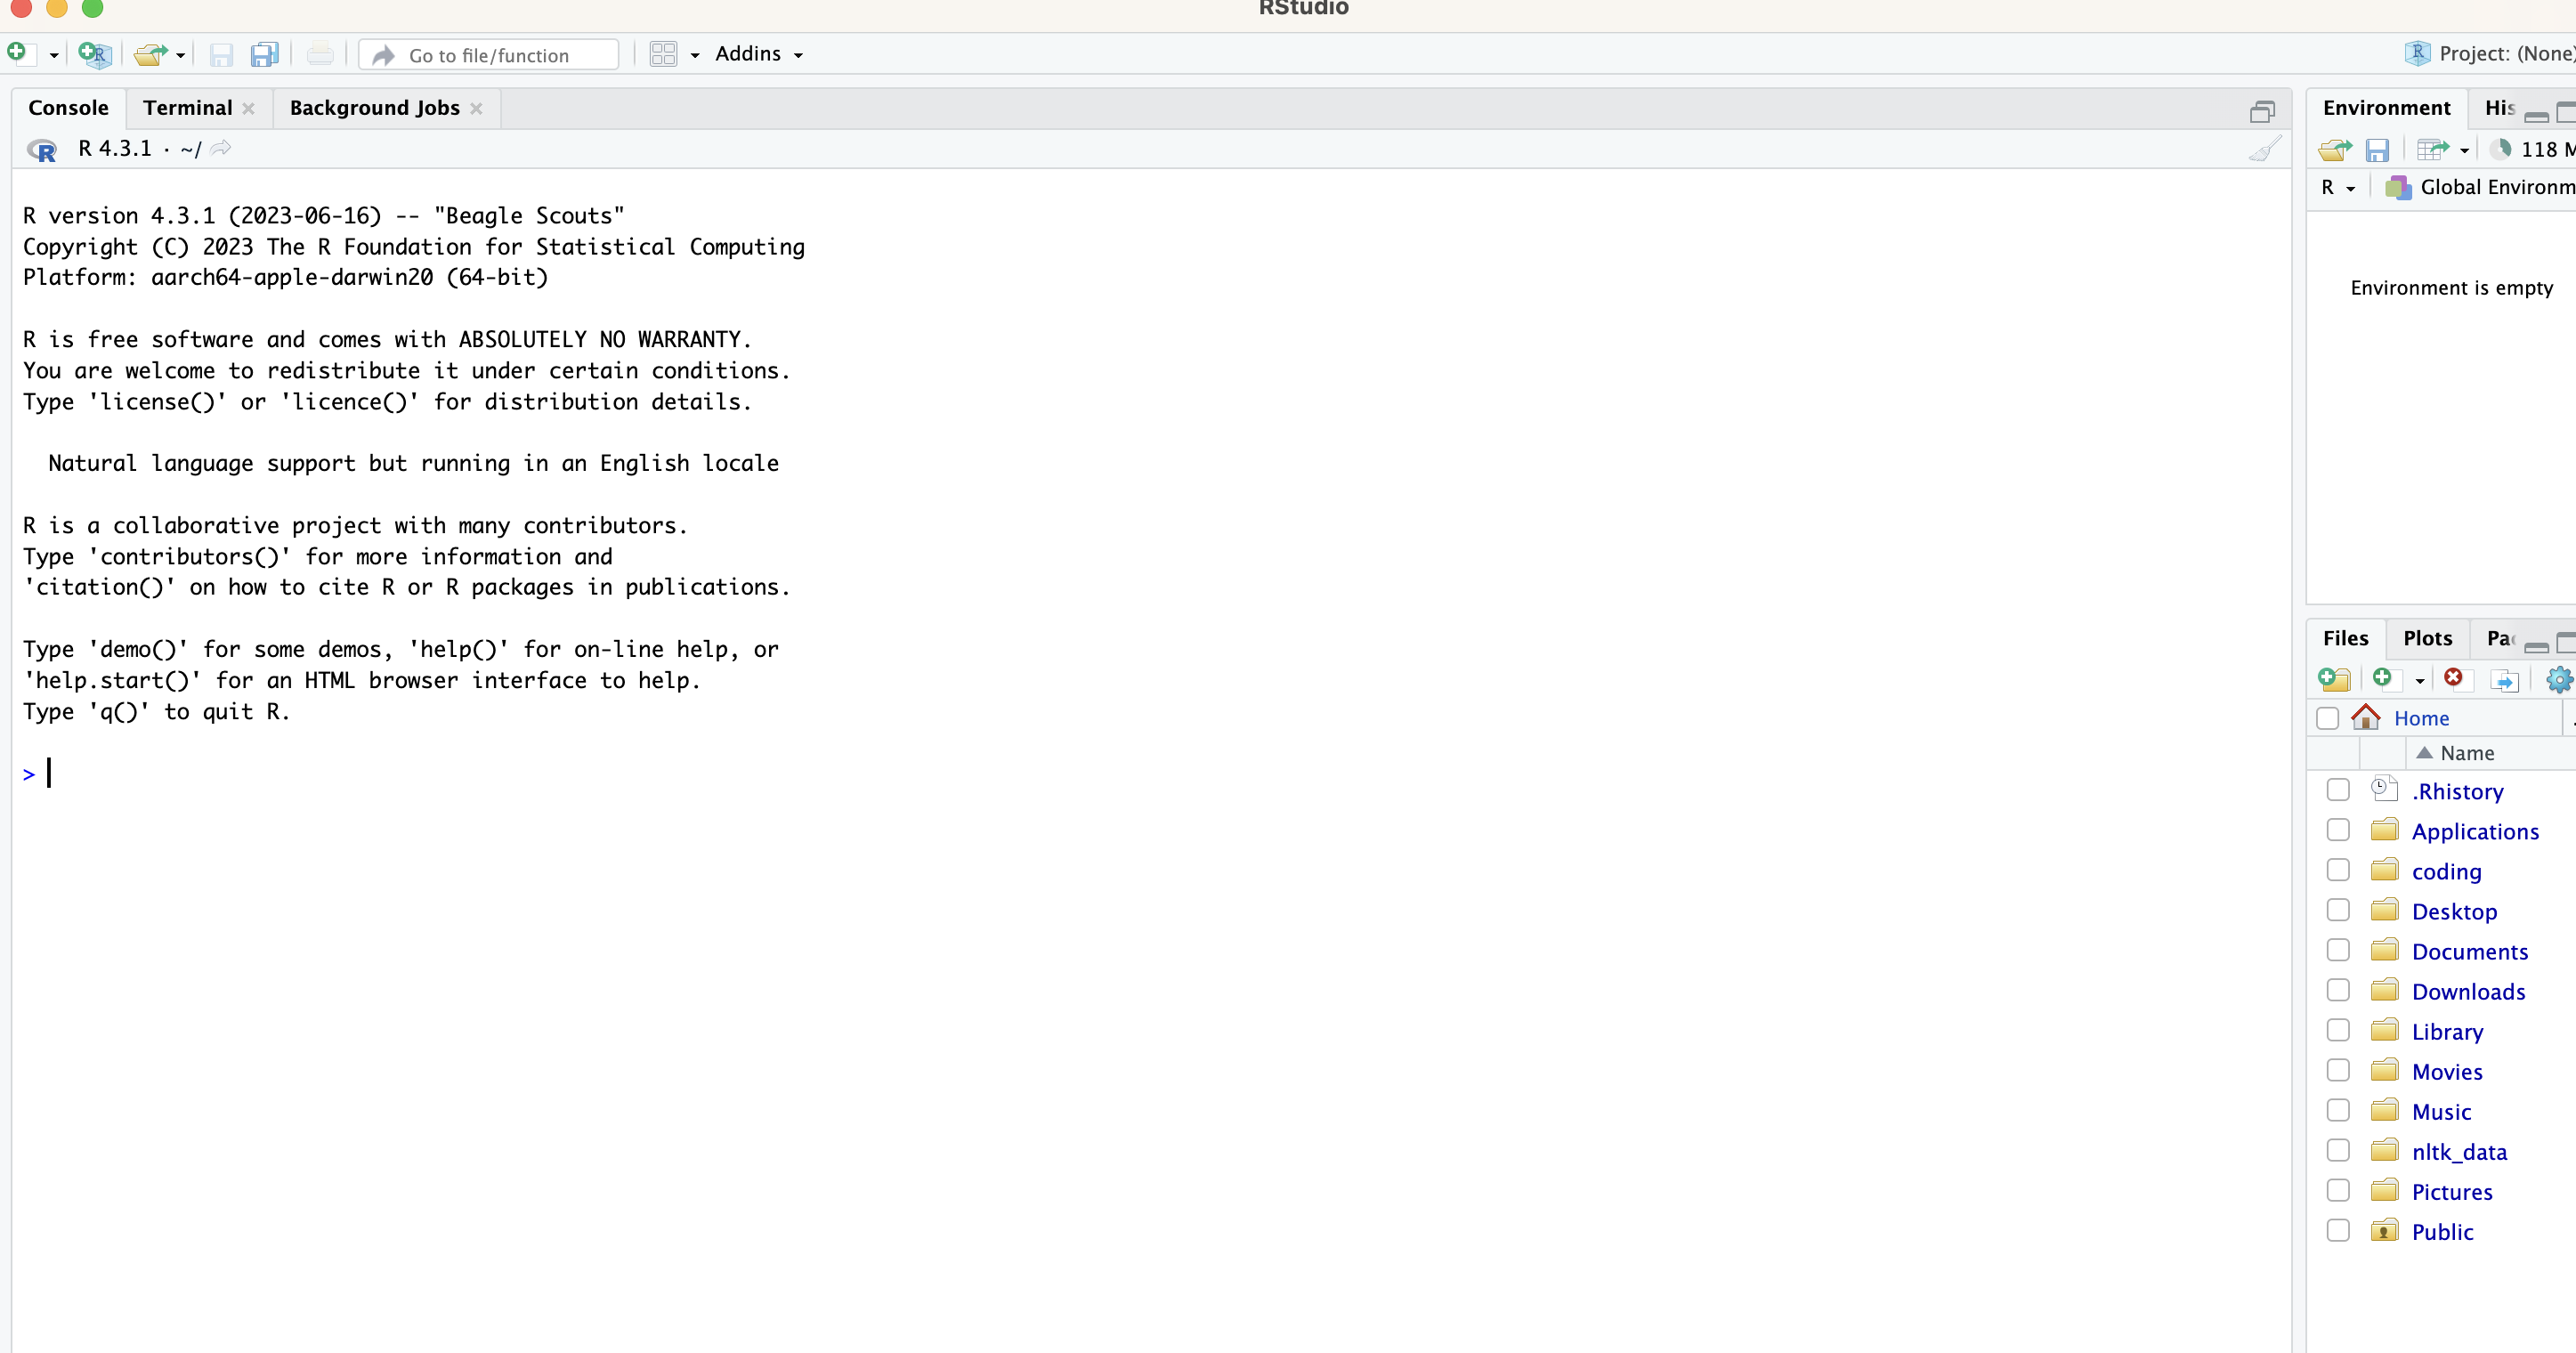 RStudio
Go to file/function
Addins
Project: (None)
Console
Terminal
Background Jobs
R 4.3.1 · ~/
R version 4.3.1 (2023-06-16) -- "Beagle Scouts"
Copyright (C) 2023 The R Foundation for Statistical Computing
Platform: aarch64-apple-darwin20 (64-bit)
R is free software and comes with ABSOLUTELY NO WARRANTY.
You are welcome to redistribute it under certain conditions.
Type 'license()' or 'licence()' for distribution details.
Natural language support but running in an English locale
R is a collaborative project with many contributors.
Type 'contributors()' for more information and
'citation()' on how to cite R or R packages in publications.
Type 'demo()' for some demos, 'help()' for on-line help, or
'help.start()' for an HTML browser interface to help.
Type 'q()' to quit R.
>
Environment
His
118 M
R
Global Environm
Environment is empty
Files
Plots
Pac
Home
Name
.Rhistory
Applications
coding
Desktop
Documents
Downloads
Library
Movies
Music
nltk_data
Pictures
Public